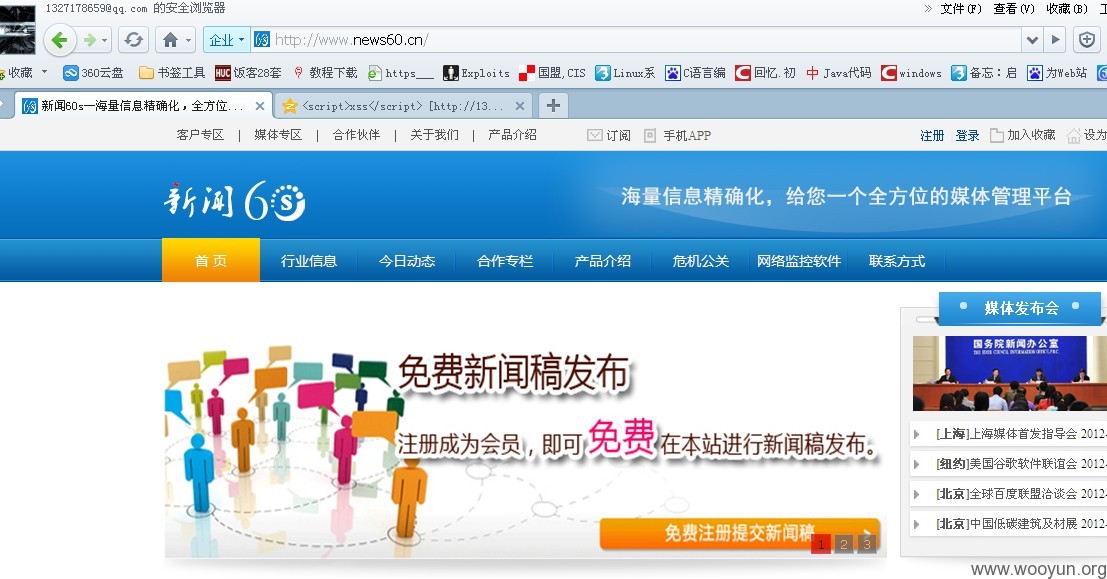 1327178659@qq.com 的安全浏览器
» 文件(F) 查看(V) 收藏(B) 工
企业 http://www.news60.cn/
收藏 360云盘 书签工具 HUC 饭客28套 教程下载 https___ Exploits 国盟,CIS Linux系 C语言编 回忆.初 中 Java代码 windows 备忘：启 为Web站
新闻60s—海量信息精确化，全方位... <script>xss</script> [http://13...
客户专区 | 媒体专区 | 合作伙伴 | 关于我们 | 产品介绍 订阅 手机APP 注册 登录 加入收藏 设为
新闻60s 海量信息精确化，给您一个全方位的媒体管理平台
首 页 行业信息 今日动态 合作专栏 产品介绍 危机公关 网络监控软件 联系方式
媒体发布会
国务院新闻办公室
THE STATE COUNCIL INFORMATION OFFICE, P.R.C.
免费新闻稿发布
注册成为会员，即可免费在本站进行新闻稿发布。
免费注册提交新闻稿
1 2 3
[上海]上海媒体首发指导会 2012-
[纽约]美国谷歌软件联谊会 2012-
[北京]全球百度联盟洽谈会 2012-
[北京]中国低碳建筑及材展 2012-
www.wooyun.org